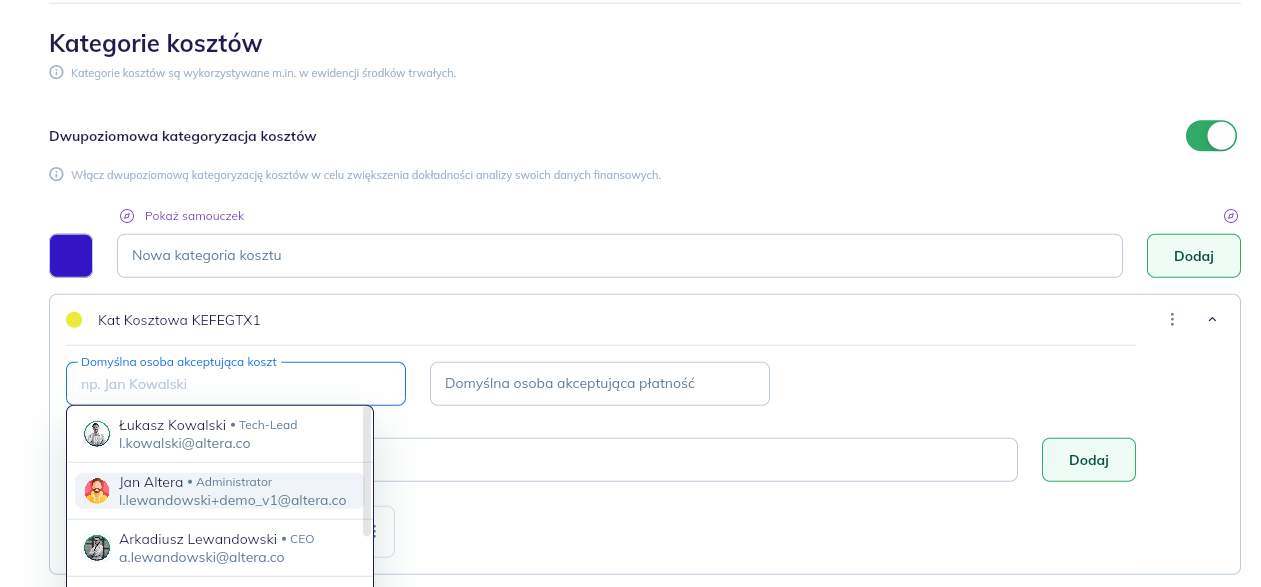 Kategorie kosztów
Kategorie kosztów są wykorzystywane m.in. w ewidencji środków trwałych.
Dwupoziomowa kategoryzacja kosztów
Włącz dwupoziomową kategoryzację kosztów w celu zwiększenia dokładności analizy swoich danych finansowych.
Pokaż samouczek
Nowa kategoria kosztu
Dodaj
Kat Kosztowa KEFEGTX1
Domyślna osoba akceptująca koszt
np. Jan Kowalski
Domyślna osoba akceptująca płatność
Łukasz Kowalski • Tech-Lead
l.kowalski@altera.co
Dodaj
Jan Altera • Administrator
l.lewandowski+demo_v1@altera.co
Arkadiusz Lewandowski • CEO
a.lewandowski@altera.co